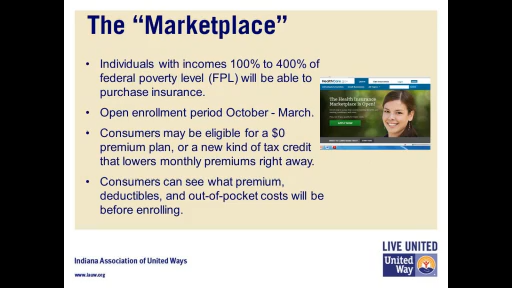 The “Marketplace”
• Individuals with incomes 100% to 400% of
federal poverty level (FPL) will be able to
purchase insurance.
• Open enrollment period October - March.
• Consumers may be eligible for a $0
premium plan, or a new kind of tax credit
that lowers monthly premiums right away.
• Consumers can see what premium,
deductibles, and out-of-pocket costs will be
before enrolling.
HealthCare.gov
The Health Insurance
Marketplace is Open!
Indiana Association of United Ways
www.iauw.org
LIVE UNITED
United
Way